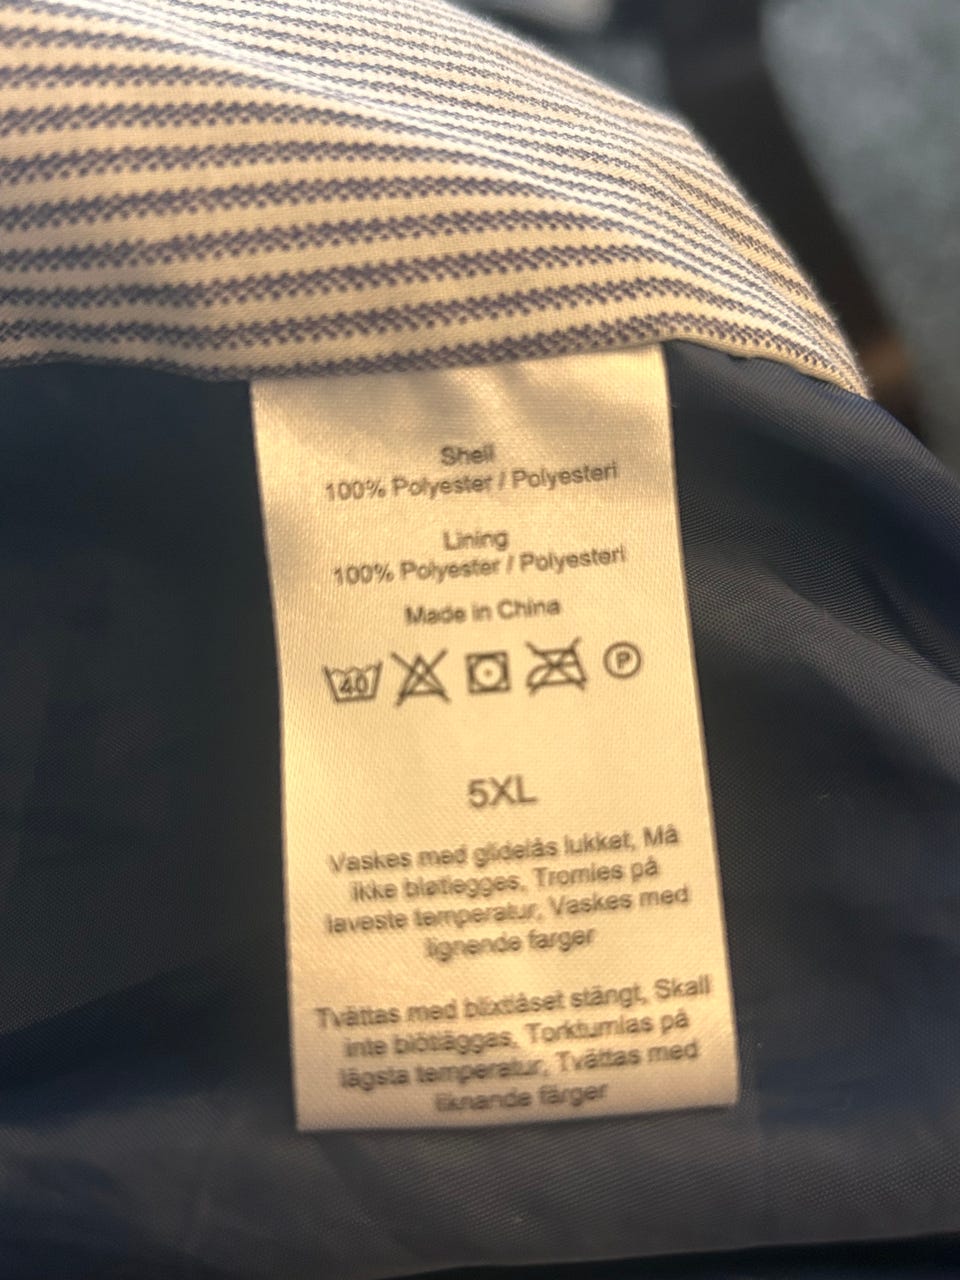 Shell
100% Polyester / Polyesteri
Lining
100% Polyester / Polyesteri
Made in China
40 P
5XL
Vaskes med glidelås lukket, Må
ikke bløtlegges, Tromles på
laveste temperatur, Vaskes med
lignende farger
Tvättas med blixtlåset stängt, Skall
inte blötläggas, Torktumlas på
lägsta temperatur, Tvättas med
liknande färger